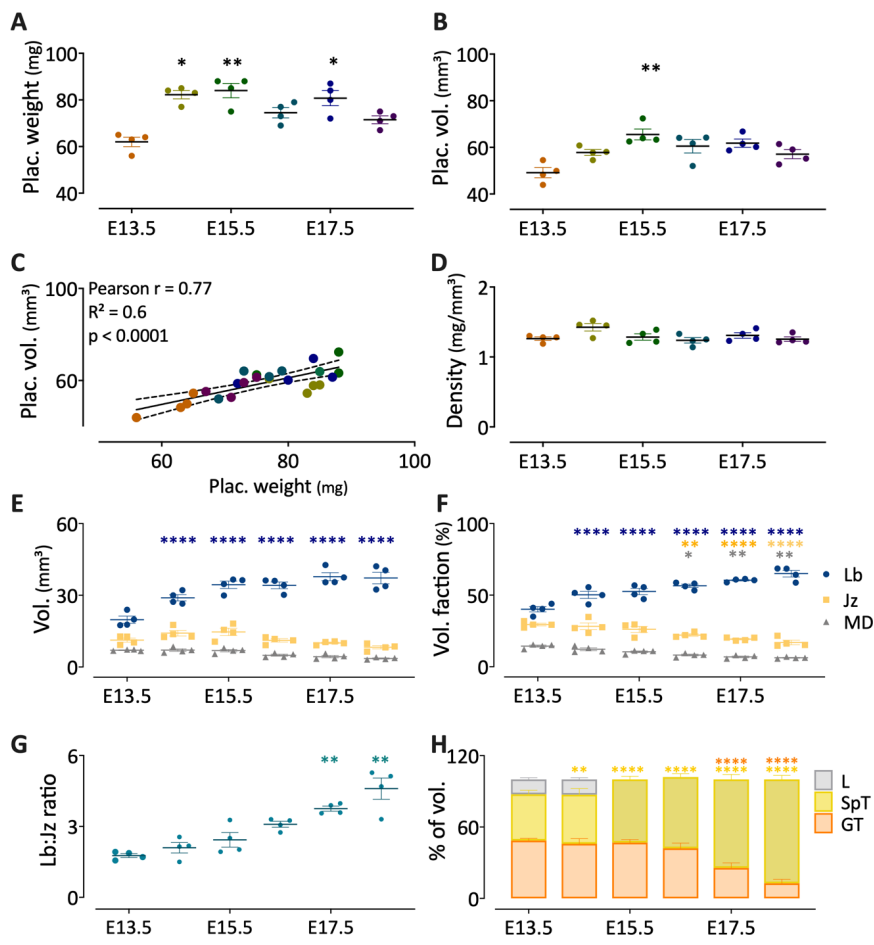 A
Plac. weight (mg)
100
80
60
40
* ** *
E13.5 E15.5 E17.5
B
Plac. vol. (mm³)
100
80
60
40
**
E13.5 E15.5 E17.5
C
Plac. vol. (mm³)
100
60
Pearson r = 0.77
R² = 0.6
p < 0.0001
60 80 100
Plac. weight (mg)
D
Density (mg/mm³)
2
1
0
E13.5 E15.5 E17.5
E
Vol. (mm³)
60
30
0
**** **** **** **** ****
E13.5 E15.5 E17.5
F
Vol. faction (%)
100
50
0
**** **** **** **** ****
** **** ****
* ** **
Lb
Jz
MD
E13.5 E15.5 E17.5
G
Lb:Jz ratio
6
3
0
** **
E13.5 E15.5 E17.5
H
% of vol.
120
60
0
**** ****
** **** **** **** ****
L
SpT
GT
E13.5 E15.5 E17.5